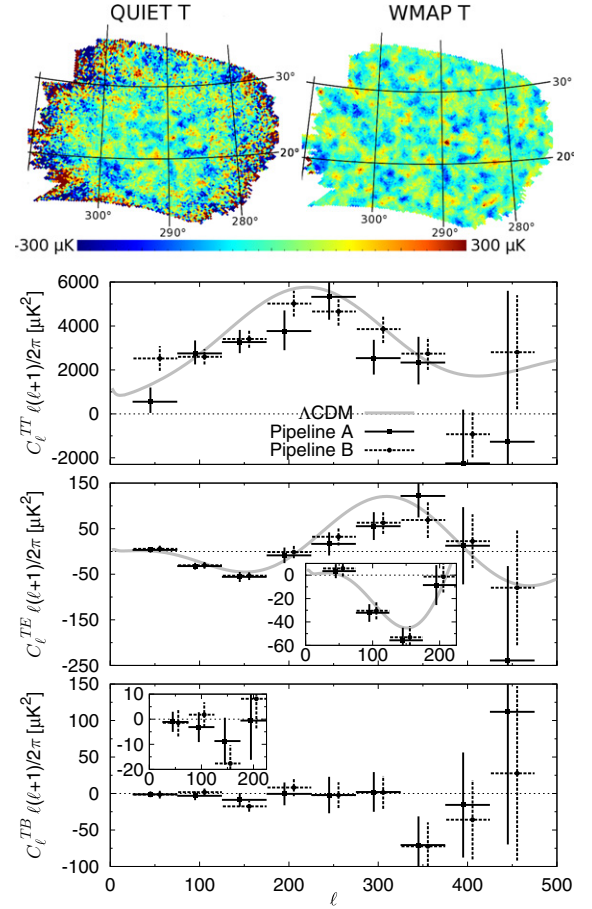 QUIET T
WMAP T
30°
20°
300°
290°
280°
30°
20°
300°
290°
280°
-300 μK
300 μK
6000
4000
2000
0
-2000
C_ℓ^TT ℓ(ℓ+1)/2π [μK²]
ΛCDM
Pipeline A
Pipeline B
150
50
-50
-150
-250
C_ℓ^TE ℓ(ℓ+1)/2π [μK²]
0
-20
-40
-60
0 100 200
150
100
50
0
-50
-100
C_ℓ^TB ℓ(ℓ+1)/2π [μK²]
10
0
-10
-20
0 100 200
0 100 200 300 400 500
ℓ